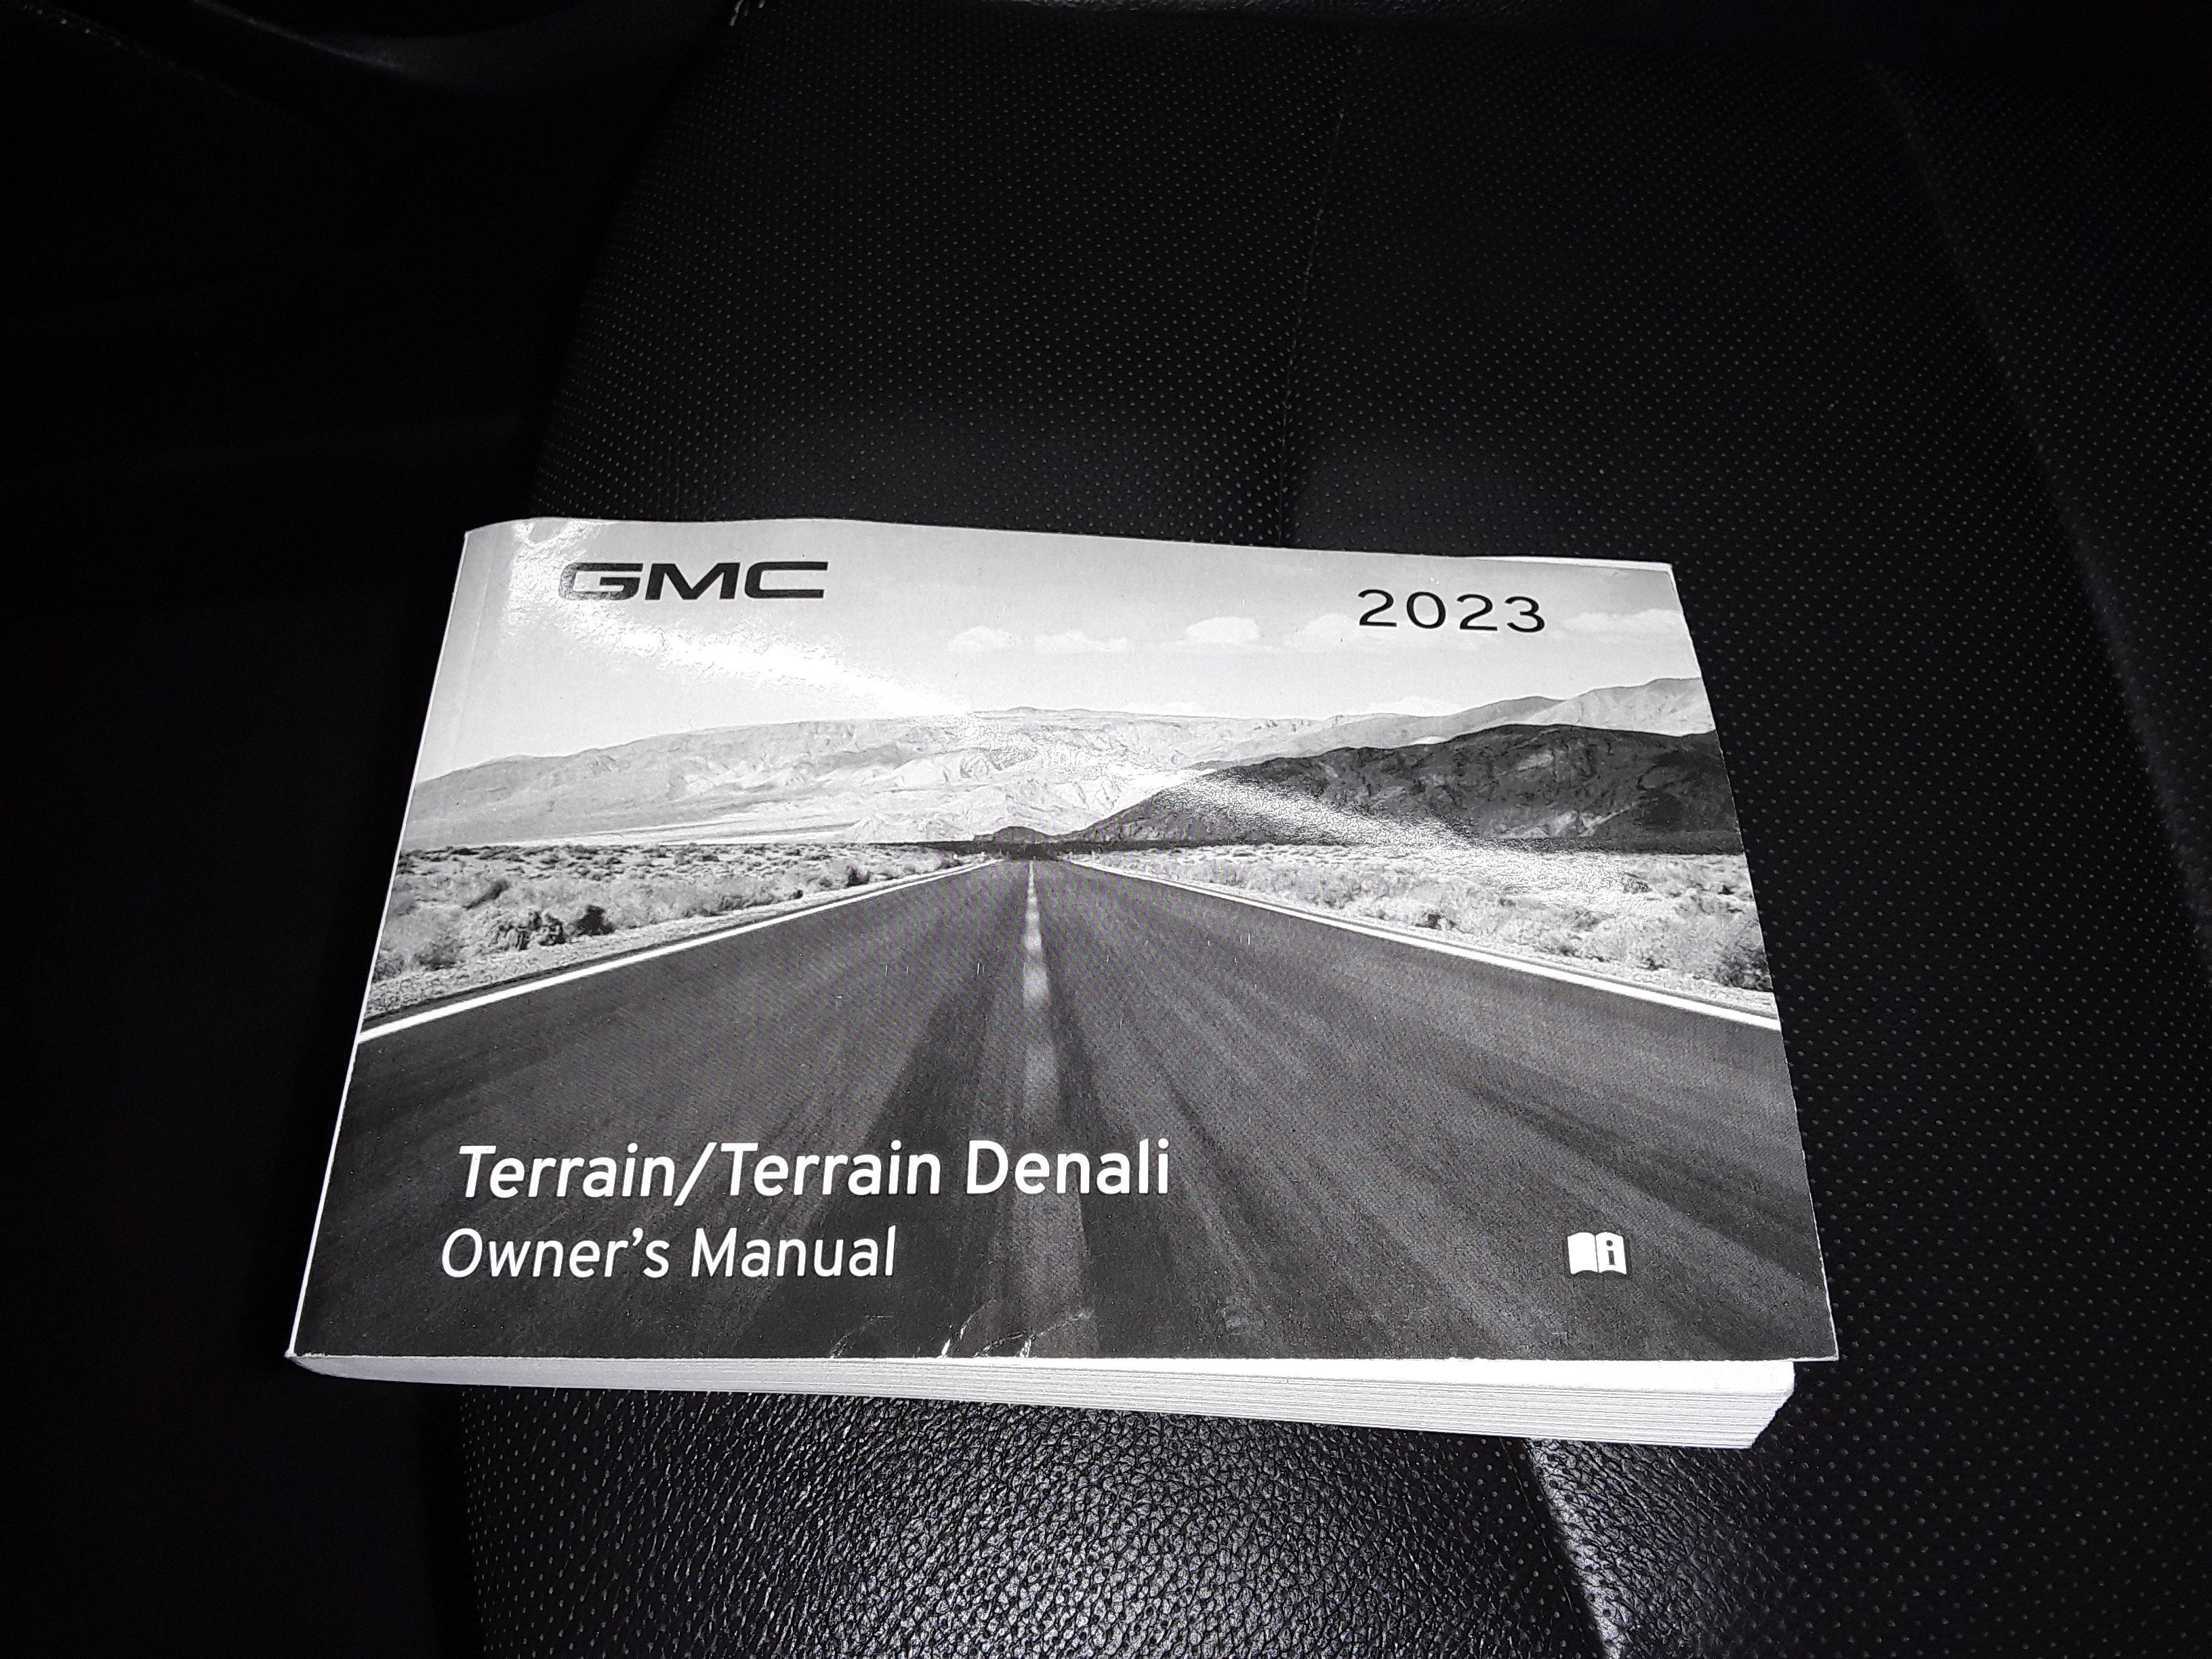 GMC
2023
Terrain/Terrain Denali
Owner's Manual
i